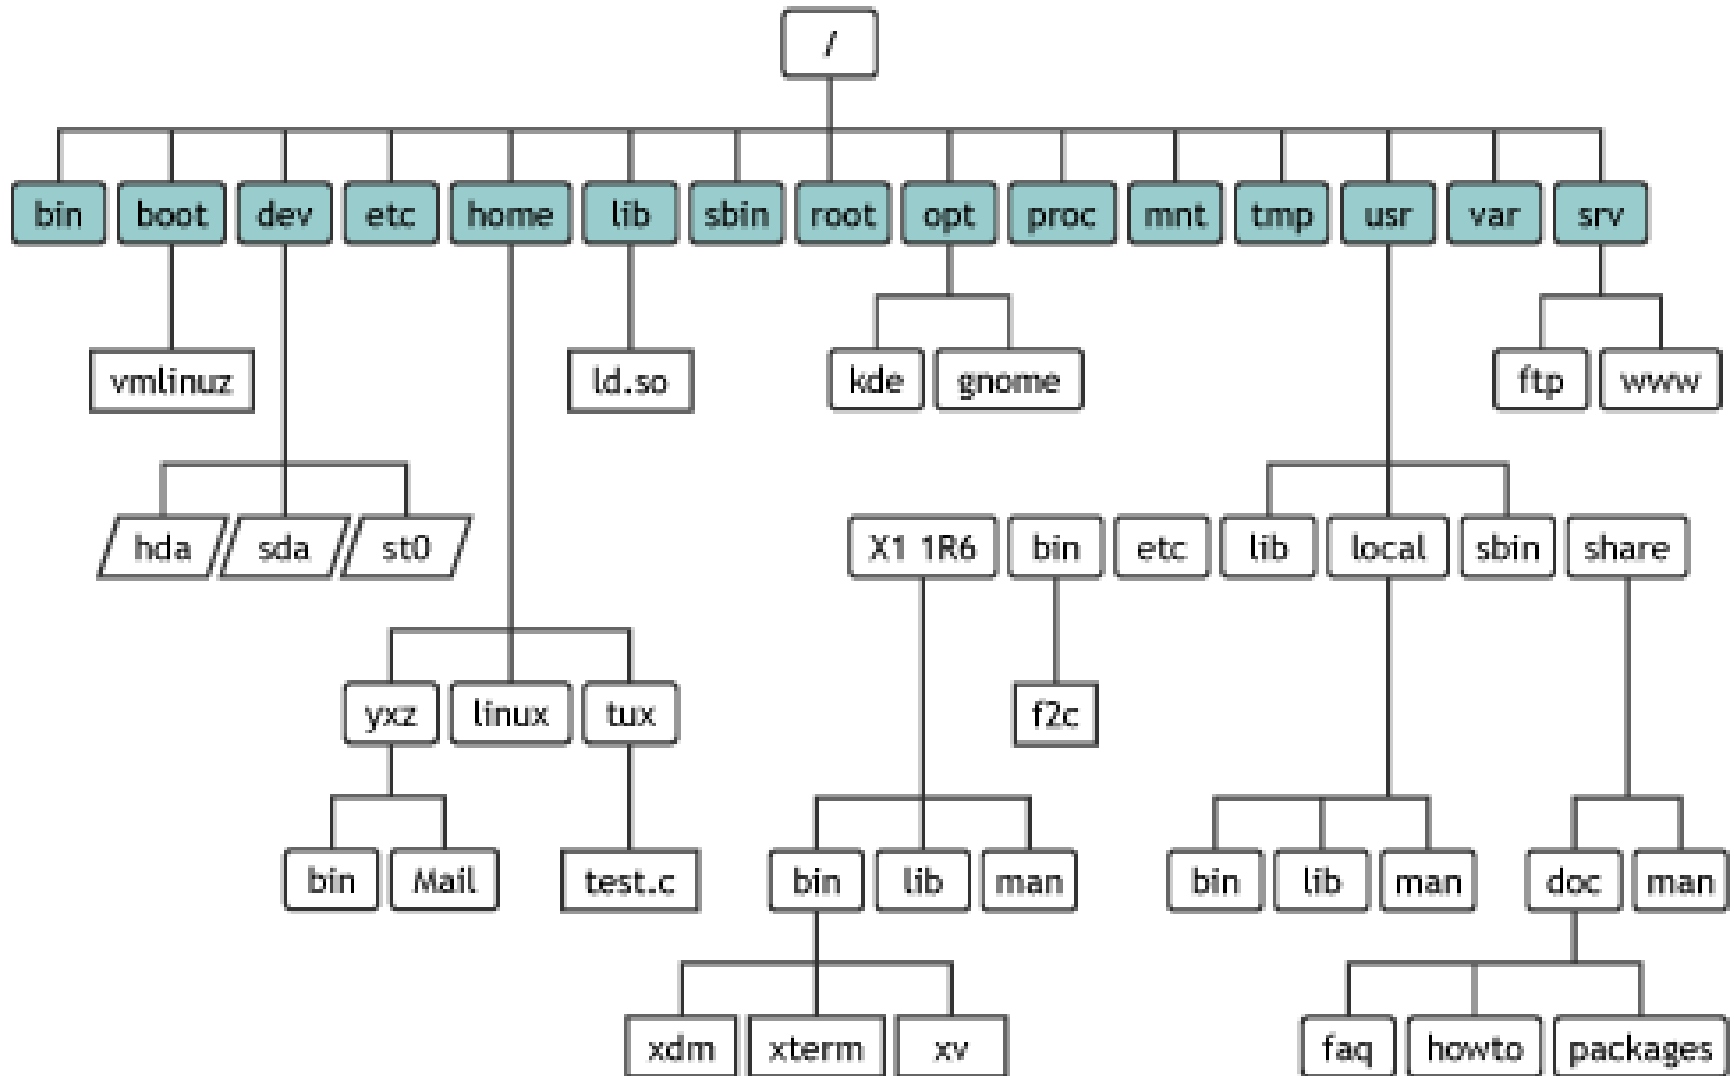 /
bin boot dev etc home lib sbin root opt proc mnt tmp usr var srv
vmlinuz ld.so kde gnome ftp www
hda sda st0 X1 1R6 bin etc lib local sbin share
yxz linux tux f2c
bin Mail test.c bin lib man bin lib man doc man
xdm xterm xv faq howto packages